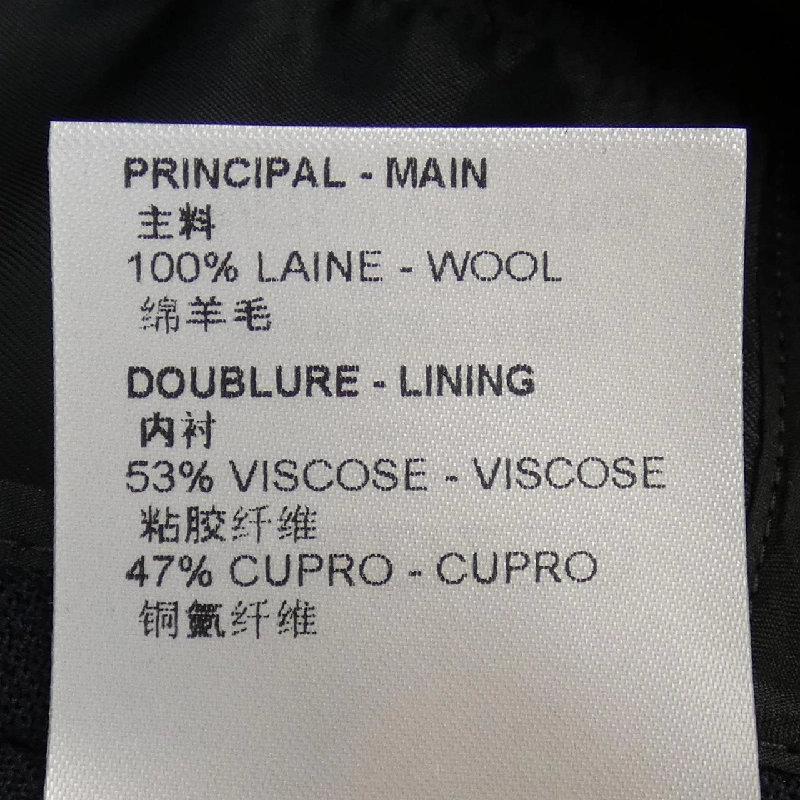 PRINCIPAL - MAIN
主料
100% LAINE - WOOL
绵羊毛
DOUBLURE - LINING
内衬
53% VISCOSE - VISCOSE
粘胶纤维
47% CUPRO - CUPRO
铜氨纤维